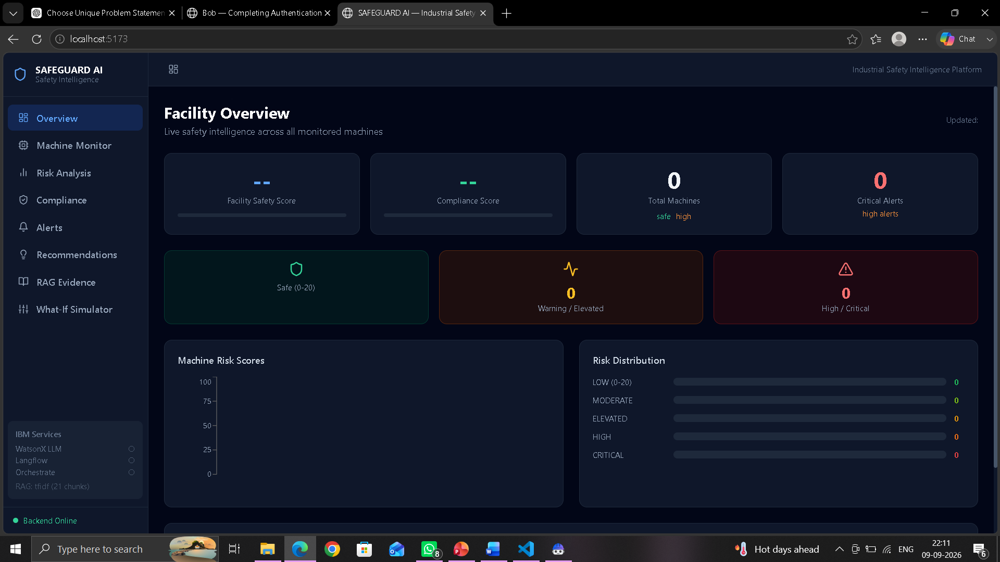 Choose Unique Problem Statemen
Bob — Completing Authentication
SAFEGUARD AI — Industrial Safety
localhost:5173
Chat
SAFEGUARD AI
Safety Intelligence
Industrial Safety Intelligence Platform
Overview
Machine Monitor
Risk Analysis
Compliance
Alerts
Recommendations
RAG Evidence
What-If Simulator
IBM Services
WatsonX LLM
Langflow
Orchestrate
RAG: tfidf (21 chunks)
Backend Online
Facility Overview
Live safety intelligence across all monitored machines
Updated:
--
Facility Safety Score
--
Compliance Score
0
Total Machines
safe high
0
Critical Alerts
high alerts
Safe (0-20)
0
Warning / Elevated
0
High / Critical
Machine Risk Scores
100
75
50
25
0
Risk Distribution
LOW (0-20) 0
MODERATE 0
ELEVATED 0
HIGH 0
CRITICAL 0
Type here to search
8
Hot days ahead
ENG
22:11
09-09-2026
6